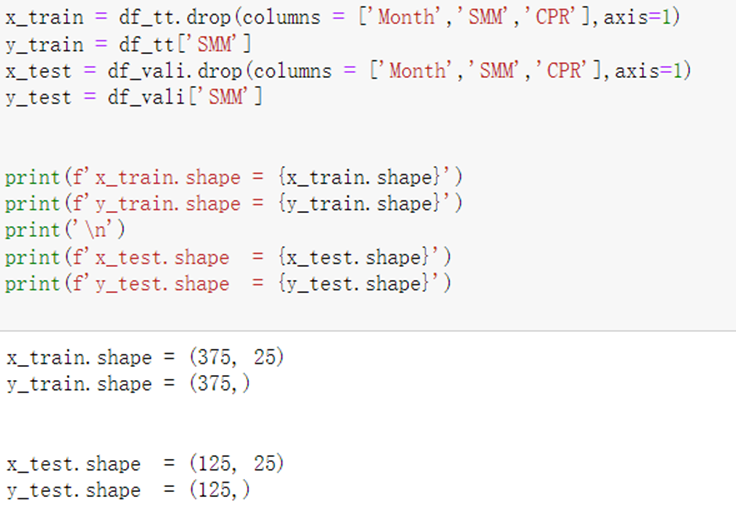 x_train = df_tt.drop(columns = ['Month','SMM','CPR'],axis=1)
y_train = df_tt['SMM']
x_test = df_vali.drop(columns = ['Month','SMM','CPR'],axis=1)
y_test = df_vali['SMM']
print(f'x_train.shape = {x_train.shape}')
print(f'y_train.shape = {y_train.shape}')
print('\n')
print(f'x_test.shape  = {x_test.shape}')
print(f'y_test.shape  = {y_test.shape}')
x_train.shape = (375, 25)
y_train.shape = (375,)
x_test.shape  = (125, 25)
y_test.shape  = (125,)